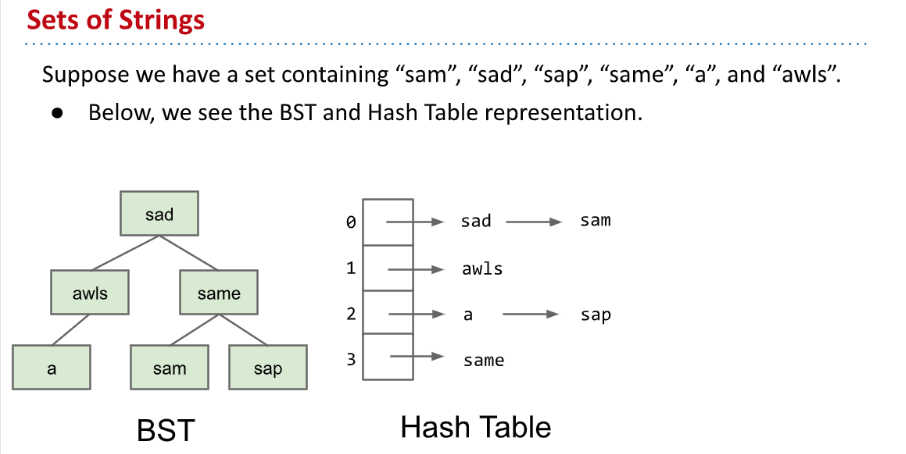 Sets of Strings
Suppose we have a set containing “sam”, “sad”, “sap”, “same”, “a”, and “awls”.
● Below, we see the BST and Hash Table representation.
sad
awls same
a sam sap
BST
0 sad sam
1 awls
2 a sap
3 same
Hash Table